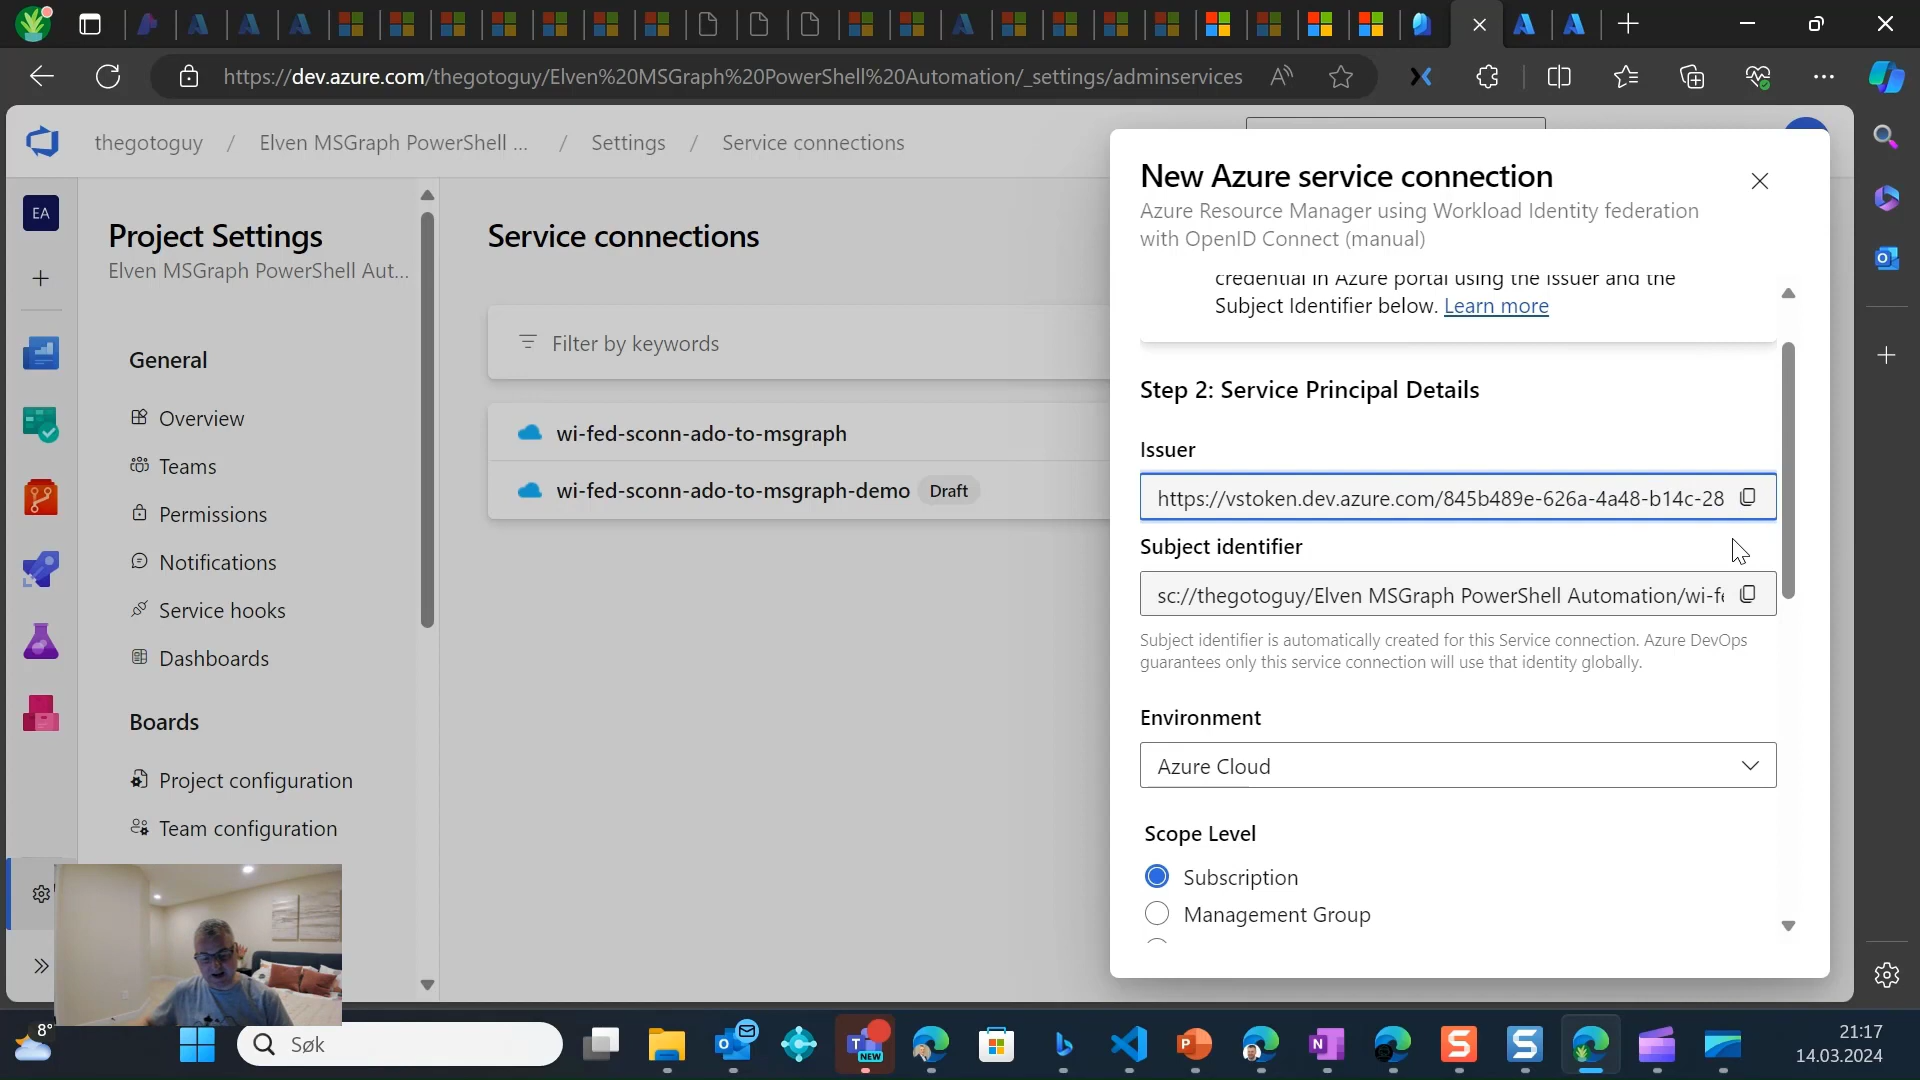 https://dev.azure.com/thegotoguy/Elven%20MSGraph%20PowerShell%20Automation/_settings/adminservices
thegotoguy / Elven MSGraph PowerShell ... / Settings / Service connections
EA
Project Settings
Elven MSGraph PowerShell Aut...
General
Overview
Teams
Permissions
Notifications
Service hooks
Dashboards
Boards
Project configuration
Team configuration
Service connections
Filter by keywords
wi-fed-sconn-ado-to-msgraph
wi-fed-sconn-ado-to-msgraph-demo Draft
New Azure service connection
Azure Resource Manager using Workload Identity federation
with OpenID Connect (manual)
credential in Azure portal using the Issuer and the
Subject Identifier below. Learn more
Step 2: Service Principal Details
Issuer
https://vstoken.dev.azure.com/845b489e-626a-4a48-b14c-28
Subject identifier
sc://thegotoguy/Elven MSGraph PowerShell Automation/wi-fe
Subject identifier is automatically created for this Service connection. Azure DevOps
guarantees only this service connection will use that identity globally.
Environment
Azure Cloud
Scope Level
Subscription
Management Group
8°
Søk
NEW
21:17
14.03.2024